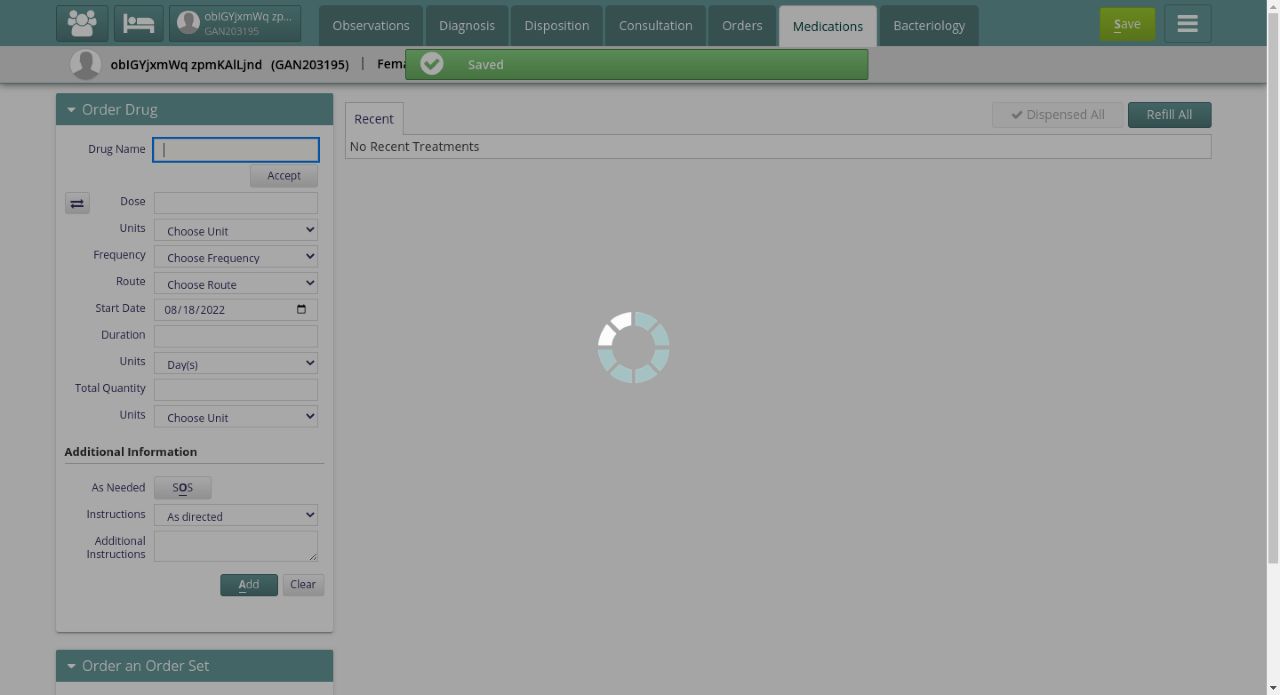 obIGYjxmWq zp...
GAN203195
Observations
Diagnosis
Disposition
Consultation
Orders
Medications
Bacteriology
Save
obIGYjxmWq zpmKAlLjnd (GAN203195) | Fema
Saved
Order Drug
Drug Name
Accept
Dose
Units Choose Unit
Frequency Choose Frequency
Route Choose Route
Start Date 08/18/2022
Duration
Units Day(s)
Total Quantity
Units Choose Unit
Additional Information
As Needed SOS
Instructions As directed
Additional
Instructions
Add Clear
Order an Order Set
Recent
Dispensed All
Refill All
No Recent Treatments